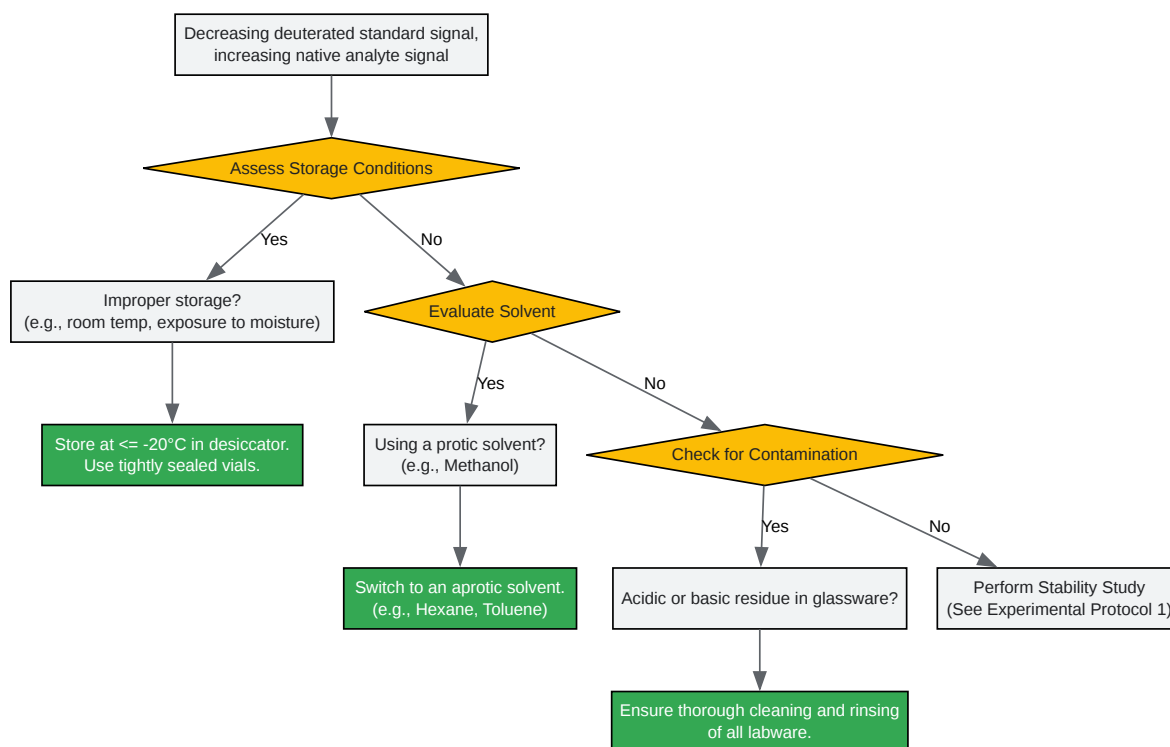 Decreasing deuterated standard signal,
increasing native analyte signal
Assess Storage Conditions
Yes
No
Improper storage?
(e.g., room temp, exposure to moisture)
Evaluate Solvent
Yes
No
Store at <= -20°C in desiccator.
Use tightly sealed vials.
Using a protic solvent?
(e.g., Methanol)
Check for Contamination
Yes
No
Switch to an aprotic solvent.
(e.g., Hexane, Toluene)
Acidic or basic residue in glassware?
Perform Stability Study
(See Experimental Protocol 1)
Ensure thorough cleaning and rinsing
of all labware.